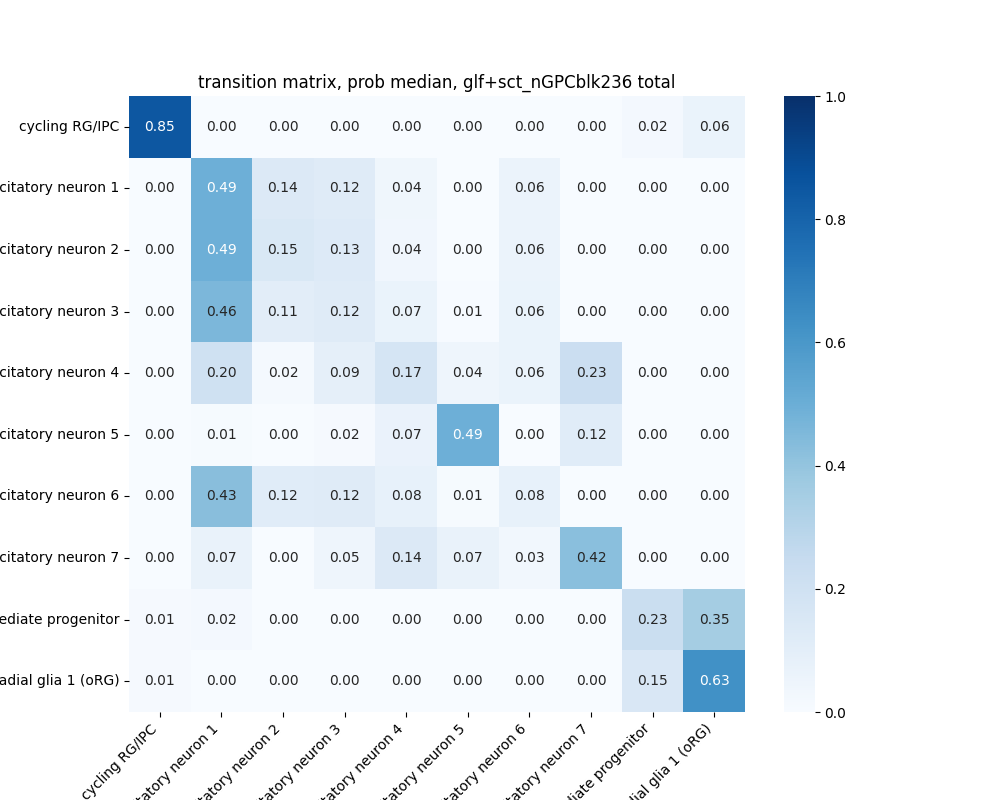 transition matrix, prob median, glf+sct_nGPCblk236 total
cycling RG/IPC 0.85 0.00 0.00 0.00 0.00 0.00 0.00 0.00 0.02 0.06
citatory neuron 1 0.00 0.49 0.14 0.12 0.04 0.00 0.06 0.00 0.00 0.00
citatory neuron 2 0.00 0.49 0.15 0.13 0.04 0.00 0.06 0.00 0.00 0.00
citatory neuron 3 0.00 0.46 0.11 0.12 0.07 0.01 0.06 0.00 0.00 0.00
citatory neuron 4 0.00 0.20 0.02 0.09 0.17 0.04 0.06 0.23 0.00 0.00
citatory neuron 5 0.00 0.01 0.00 0.02 0.07 0.49 0.00 0.12 0.00 0.00
citatory neuron 6 0.00 0.43 0.12 0.12 0.08 0.01 0.08 0.00 0.00 0.00
citatory neuron 7 0.00 0.07 0.00 0.05 0.14 0.07 0.03 0.42 0.00 0.00
ediate progenitor 0.01 0.02 0.00 0.00 0.00 0.00 0.00 0.00 0.23 0.35
adial glia 1 (oRG) 0.01 0.00 0.00 0.00 0.00 0.00 0.00 0.00 0.15 0.63
cycling RG/IPC
tatory neuron 1
tatory neuron 2
tatory neuron 3
tatory neuron 4
tatory neuron 5
tatory neuron 6
tatory neuron 7
diate progenitor
dial glia 1 (oRG)
1.0
0.8
0.6
0.4
0.2
0.0